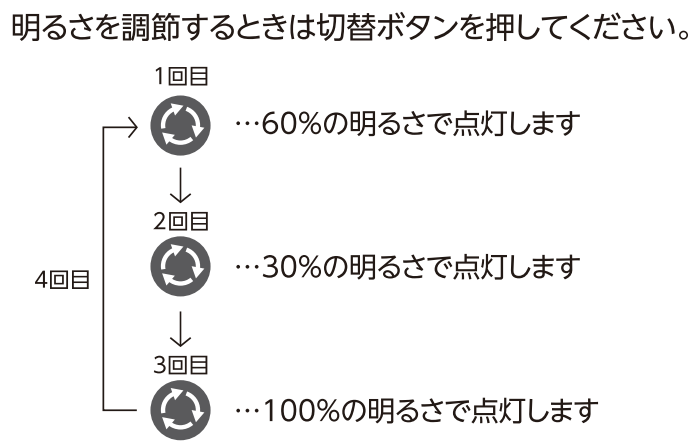 明るさを調節するときは切替ボタンを押してください。
1回目
…60%の明るさで点灯します
2回目
…30%の明るさで点灯します
4回目
3回目
…100%の明るさで点灯します